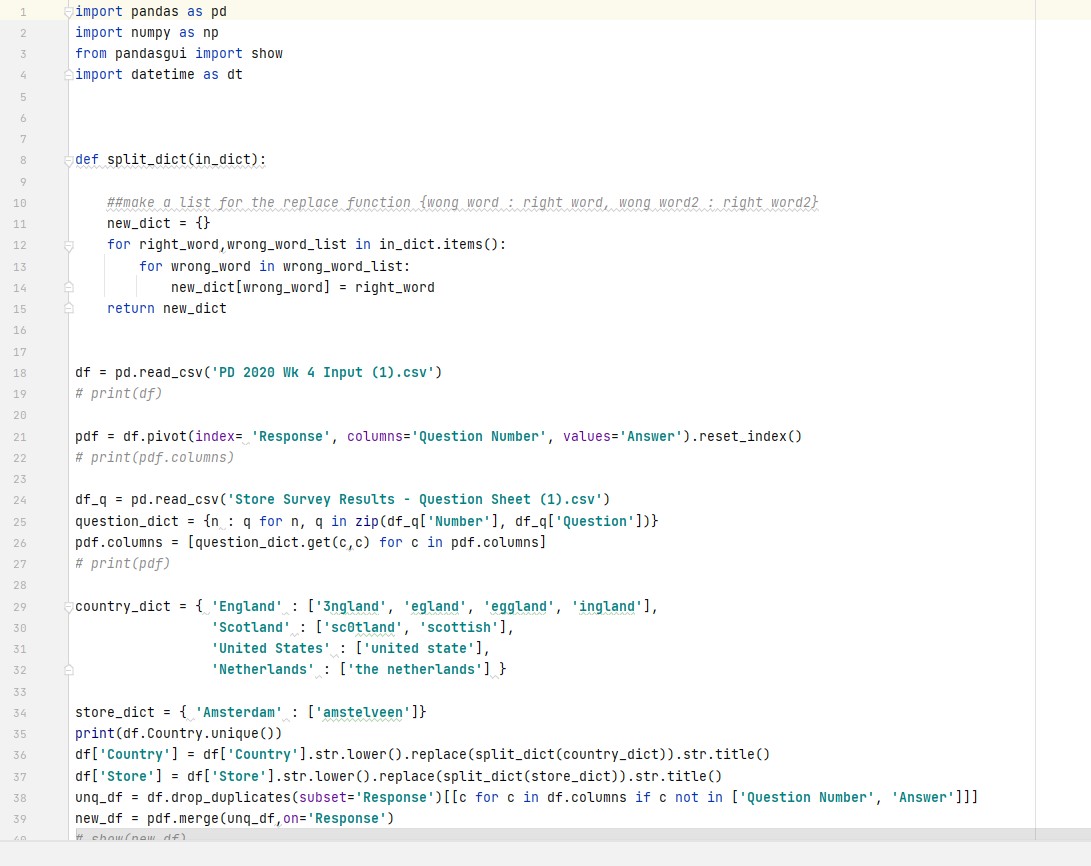 1 import pandas as pd
2 import numpy as np
3 from pandasgui import show
4 import datetime as dt
5
6
7
8 def split_dict(in_dict):
9
10 ##make a list for the replace function {wong word : right word, wong word2 : right word2}
11 new_dict = {}
12 for right_word,wrong_word_list in in_dict.items():
13 for wrong_word in wrong_word_list:
14 new_dict[wrong_word] = right_word
15 return new_dict
16
17
18 df = pd.read_csv('PD 2020 Wk 4 Input (1).csv')
19 # print(df)
20
21 pdf = df.pivot(index= 'Response', columns='Question Number', values='Answer').reset_index()
22 # print(pdf.columns)
23
24 df_q = pd.read_csv('Store Survey Results - Question Sheet (1).csv')
25 question_dict = {n : q for n, q in zip(df_q['Number'], df_q['Question'])}
26 pdf.columns = [question_dict.get(c,c) for c in pdf.columns]
27 # print(pdf)
28
29 country_dict = { 'England' : ['3ngland', 'egland', 'eggland', 'ingland'],
30 'Scotland' : ['sc0tland', 'scottish'],
31 'United States' : ['united state'],
32 'Netherlands' : ['the netherlands'] }
33
34 store_dict = { 'Amsterdam' : ['amstelveen']}
35 print(df.Country.unique())
36 df['Country'] = df['Country'].str.lower().replace(split_dict(country_dict)).str.title()
37 df['Store'] = df['Store'].str.lower().replace(split_dict(store_dict)).str.title()
38 unq_df = df.drop_duplicates(subset='Response')[[c for c in df.columns if c not in ['Question Number', 'Answer']]]
39 new_df = pdf.merge(unq_df,on='Response')
40 # show(new_df)